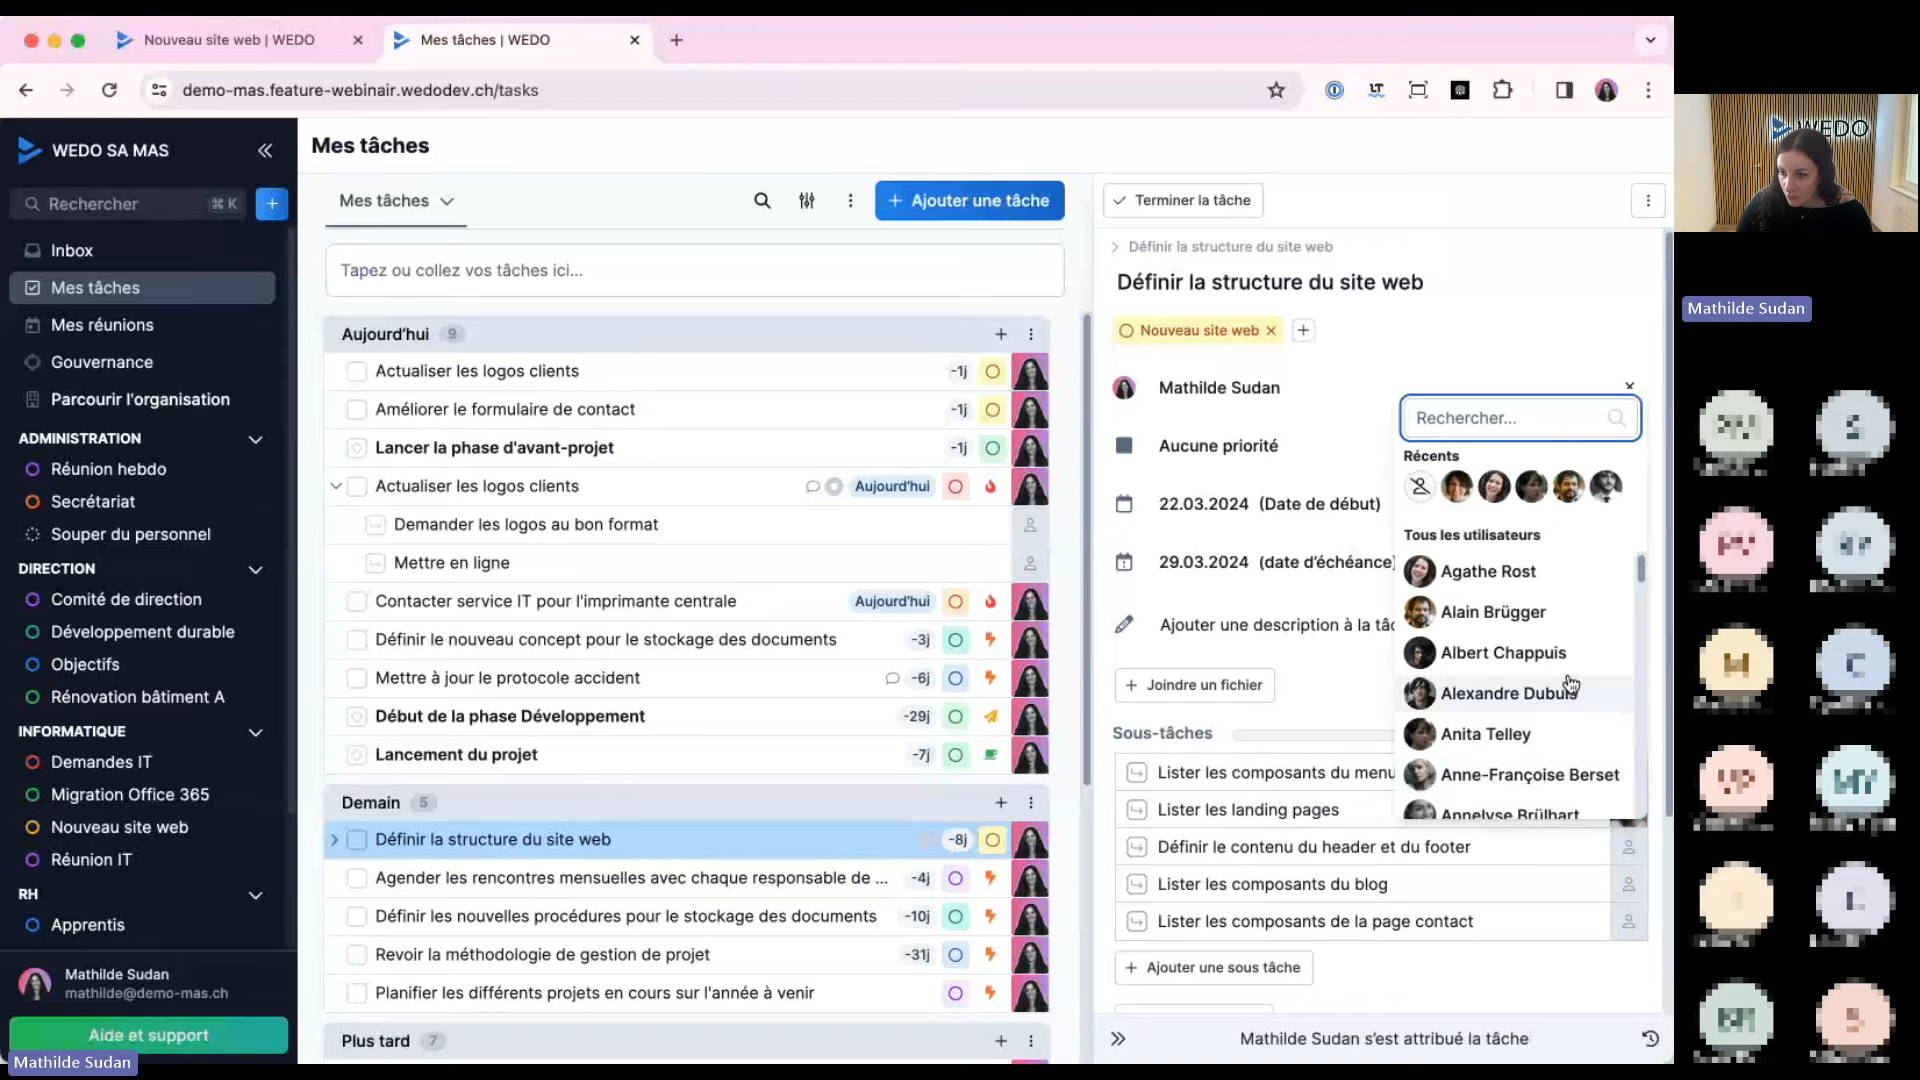 Nouveau site web | WEDO
Mes tâches | WEDO
demo-mas.feature-webinair.wedodev.ch/tasks
WEDO SA MAS
Rechercher
⌘ K
Inbox
Mes tâches
Mes réunions
Gouvernance
Parcourir l'organisation
ADMINISTRATION
Réunion hebdo
Secrétariat
Souper du personnel
DIRECTION
Comité de direction
Développement durable
Objectifs
Rénovation bâtiment A
INFORMATIQUE
Demandes IT
Migration Office 365
Nouveau site web
Réunion IT
RH
Apprentis
Mathilde Sudan
mathilde@demo-mas.ch
Aide et support
Mathilde Sudan
Mes tâches
Mes tâches
+ Ajouter une tâche
Tapez ou collez vos tâches ici...
Aujourd'hui 9
Actualiser les logos clients -1j
Améliorer le formulaire de contact -1j
Lancer la phase d'avant-projet -1j
Actualiser les logos clients Aujourd'hui
Demander les logos au bon format
Mettre en ligne
Contacter service IT pour l'imprimante centrale Aujourd'hui
Définir le nouveau concept pour le stockage des documents -3j
Mettre à jour le protocole accident -6j
Début de la phase Développement -29j
Lancement du projet -7j
Demain 5
Définir la structure du site web -8j
Agender les rencontres mensuelles avec chaque responsable de ... -4j
Définir les nouvelles procédures pour le stockage des documents -10j
Revoir la méthodologie de gestion de projet -31j
Planifier les différents projets en cours sur l'année à venir
Plus tard 7
Terminer la tâche
Définir la structure du site web
Définir la structure du site web
Nouveau site web
Mathilde Sudan
Aucune priorité
22.03.2024 (Date de début)
29.03.2024 (date d'échéance)
Ajouter une description à la tâc
+ Joindre un fichier
Sous-tâches
Lister les composants du menu
Lister les landing pages
Définir le contenu du header et du footer
Lister les composants du blog
Lister les composants de la page contact
+ Ajouter une sous tâche
Mathilde Sudan s'est attribué la tâche
Rechercher...
Récents
Tous les utilisateurs
Agathe Rost
Alain Brügger
Albert Chappuis
Alexandre Dubuis
Anita Telley
Anne-Françoise Berset
Annelyse Brülhart
WEDO
Mathilde Sudan